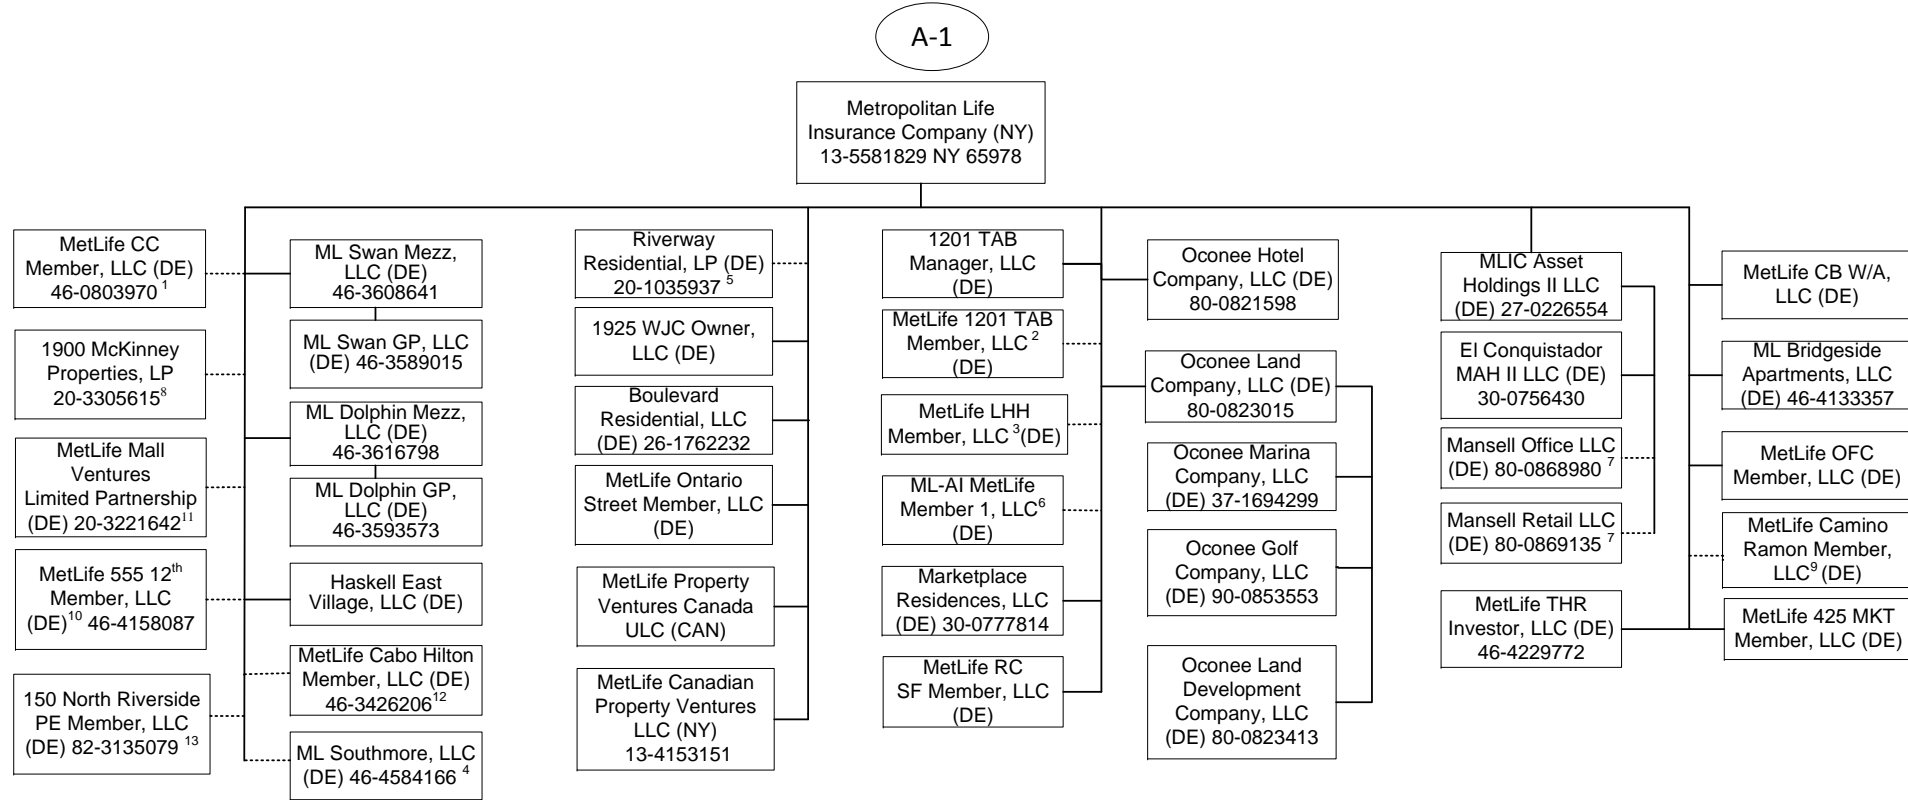 A-1
Metropolitan Life
Insurance Company (NY)
13-5581829 NY 65978
MetLife CC
Member, LLC (DE)
46-0803970 1
1900 McKinney
Properties, LP
20-3305615 8
MetLife Mall
Ventures
Limited Partnership
(DE) 20-3221642 11
MetLife 555 12th
Member, LLC
(DE)10 46-4158087
150 North Riverside
PE Member, LLC
(DE) 82-3135079 13
ML Swan Mezz,
LLC (DE)
46-3608641
ML Swan GP, LLC
(DE) 46-3589015
ML Dolphin Mezz,
LLC (DE)
46-3616798
ML Dolphin GP,
LLC (DE)
46-3593573
Haskell East
Village, LLC (DE)
MetLife Cabo Hilton
Member, LLC (DE)
46-3426206 12
ML Southmore, LLC
(DE) 46-4584166 4
Riverway
Residential, LP (DE)
20-1035937 5
1925 WJC Owner,
LLC (DE)
Boulevard
Residential, LLC
(DE) 26-1762232
MetLife Ontario
Street Member, LLC
(DE)
MetLife Property
Ventures Canada
ULC (CAN)
MetLife Canadian
Property Ventures
LLC (NY)
13-4153151
1201 TAB
Manager, LLC
(DE)
MetLife 1201 TAB
Member, LLC 2
(DE)
MetLife LHH
Member, LLC 3(DE)
ML-AI MetLife
Member 1, LLC6
(DE)
Marketplace
Residences, LLC
(DE) 30-0777814
MetLife RC
SF Member, LLC
(DE)
Oconee Hotel
Company, LLC (DE)
80-0821598
Oconee Land
Company, LLC (DE)
80-0823015
Oconee Marina
Company, LLC
(DE) 37-1694299
Oconee Golf
Company, LLC
(DE) 90-0853553
Oconee Land
Development
Company, LLC
(DE) 80-0823413
MLIC Asset
Holdings II LLC
(DE) 27-0226554
El Conquistador
MAH II LLC (DE)
30-0756430
Mansell Office LLC
(DE) 80-0868980 7
Mansell Retail LLC
(DE) 80-0869135 7
MetLife THR
Investor, LLC (DE)
46-4229772
MetLife CB W/A,
LLC (DE)
ML Bridgeside
Apartments, LLC
(DE) 46-4133357
MetLife OFC
Member, LLC (DE)
MetLife Camino
Ramon Member,
LLC9 (DE)
MetLife 425 MKT
Member, LLC (DE)